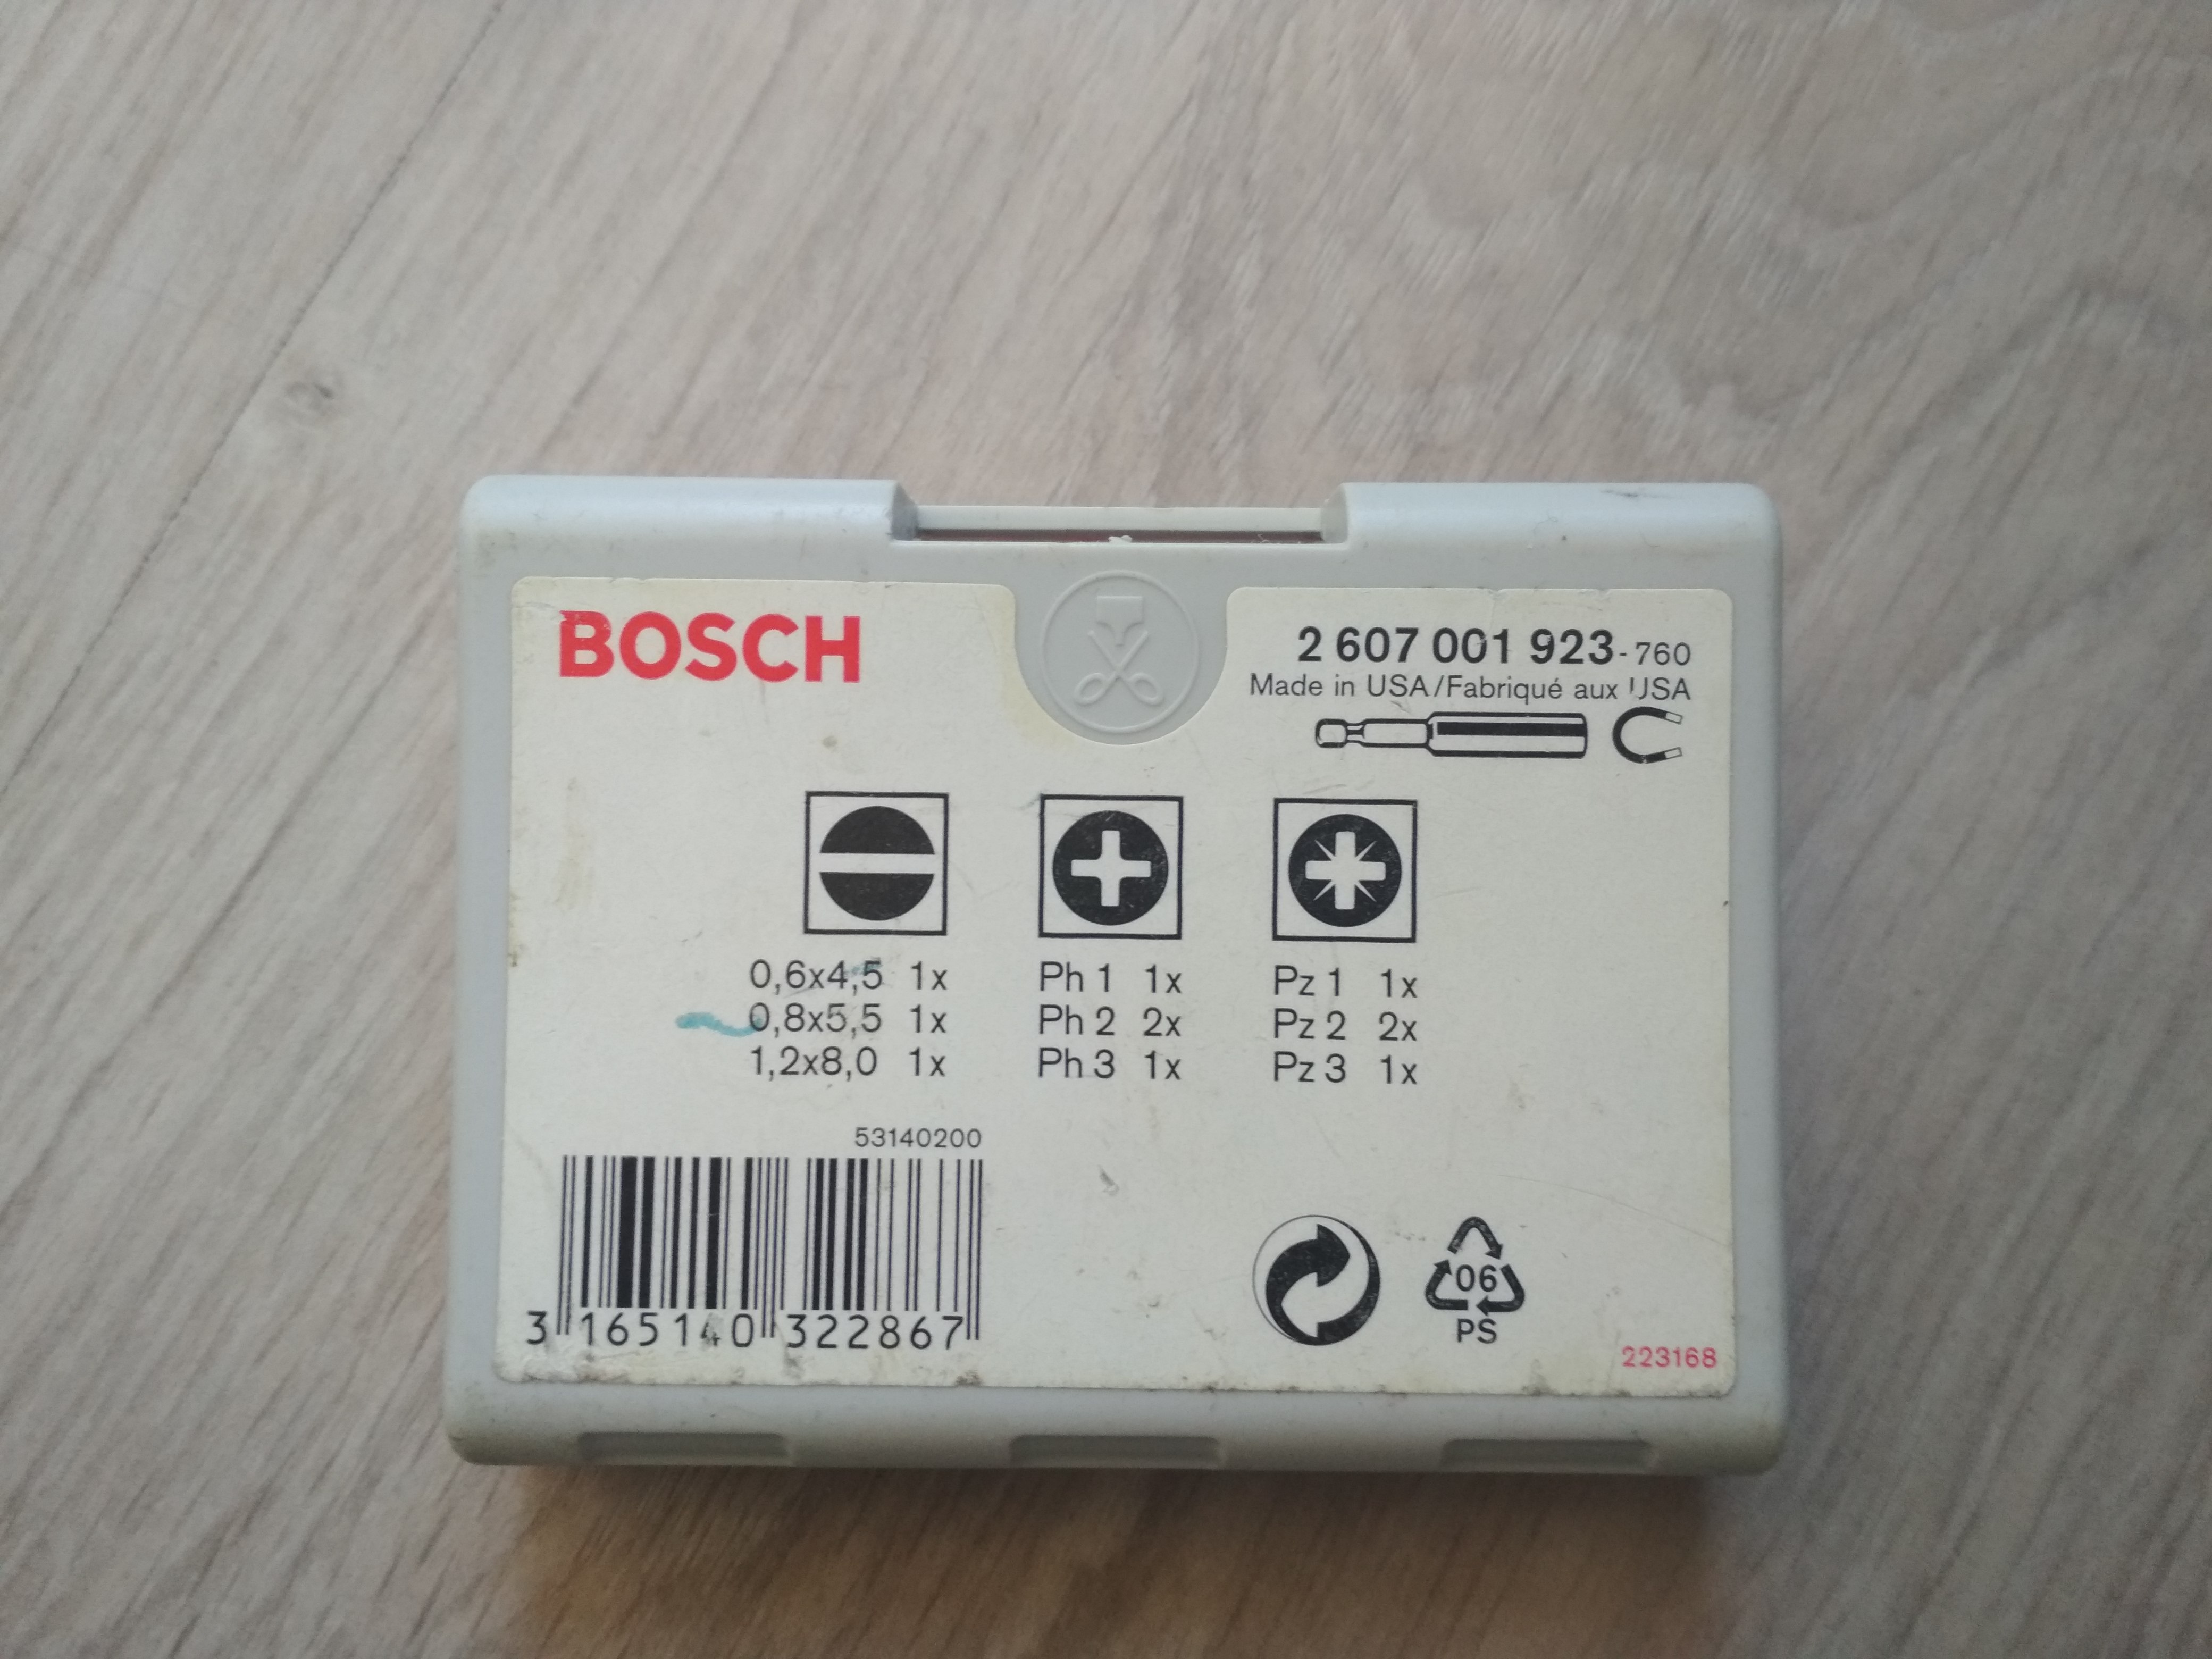 BOSCH
2 607 001 923-760
Made in USA/Fabriqué aux USA
0,6x4,5 1x
0,8x5,5 1x
1,2x8,0 1x
Ph 1 1x
Ph 2 2x
Ph 3 1x
Pz 1 1x
Pz 2 2x
Pz 3 1x
53140200
3 165140 322867
06
PS
223168